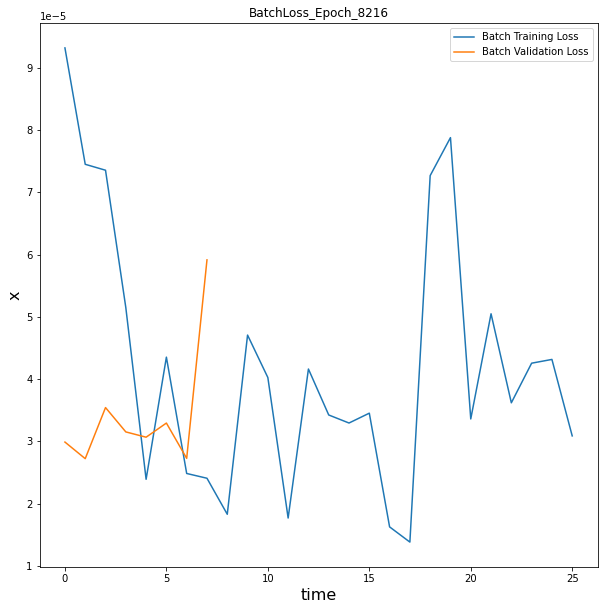 BatchLoss_Epoch_8216
1e−5
Batch Training Loss
Batch Validation Loss
9
8
7
6
5
4
3
2
1
x
0 5 10 15 20 25
time